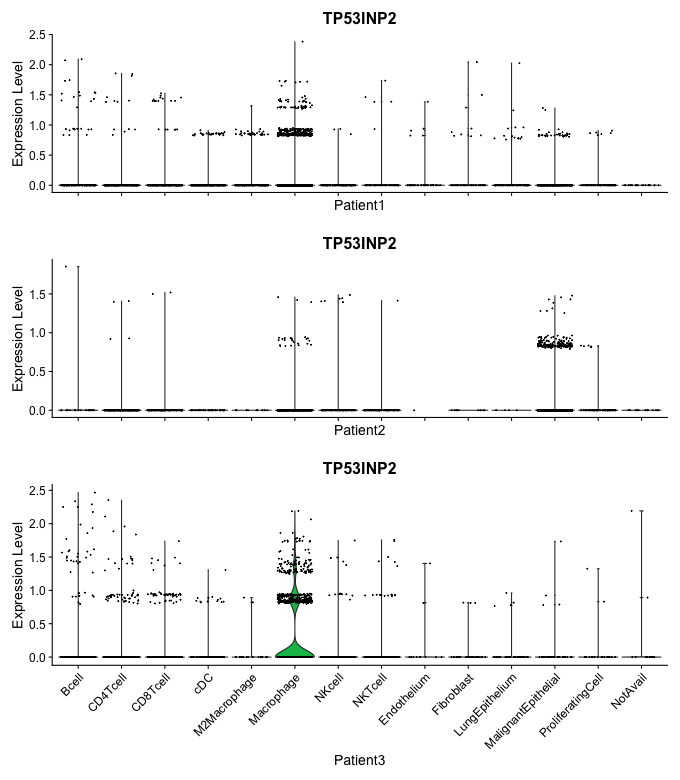 TP53INP2
Expression Level
2.5
2.0
1.5
1.0
0.5
0.0
Patient1
TP53INP2
Expression Level
1.5
1.0
0.5
0.0
Patient2
TP53INP2
Expression Level
2.5
2.0
1.5
1.0
0.5
0.0
Bcell
CD4Tcell
CD8Tcell
cDC
M2Macrophage
Macrophage
NKcell
NKTcell
Endothelium
Fibroblast
LungEpithelium
MalignantEpithelial
ProliferatingCell
NotAvail
Patient3